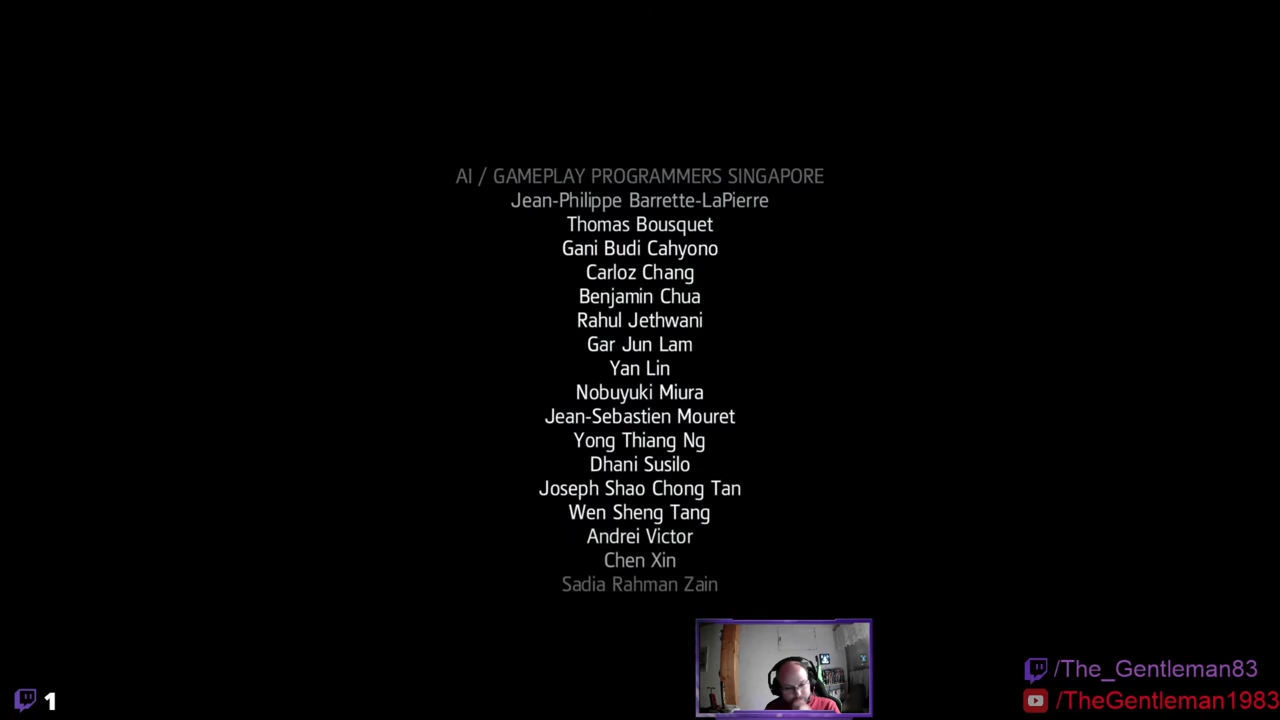 AI / GAMEPLAY PROGRAMMERS SINGAPORE
Jean-Philippe Barrette-LaPierre
Thomas Bousquet
Gani Budi Cahyono
Carloz Chang
Benjamin Chua
Rahul Jethwani
Gar Jun Lam
Yan Lin
Nobuyuki Miura
Jean-Sebastien Mouret
Yong Thiang Ng
Dhani Susilo
Joseph Shao Chong Tan
Wen Sheng Tang
Andrei Victor
Chen Xin
Sadia Rahman Zain
/The_Gentleman83
/TheGentleman1983
1